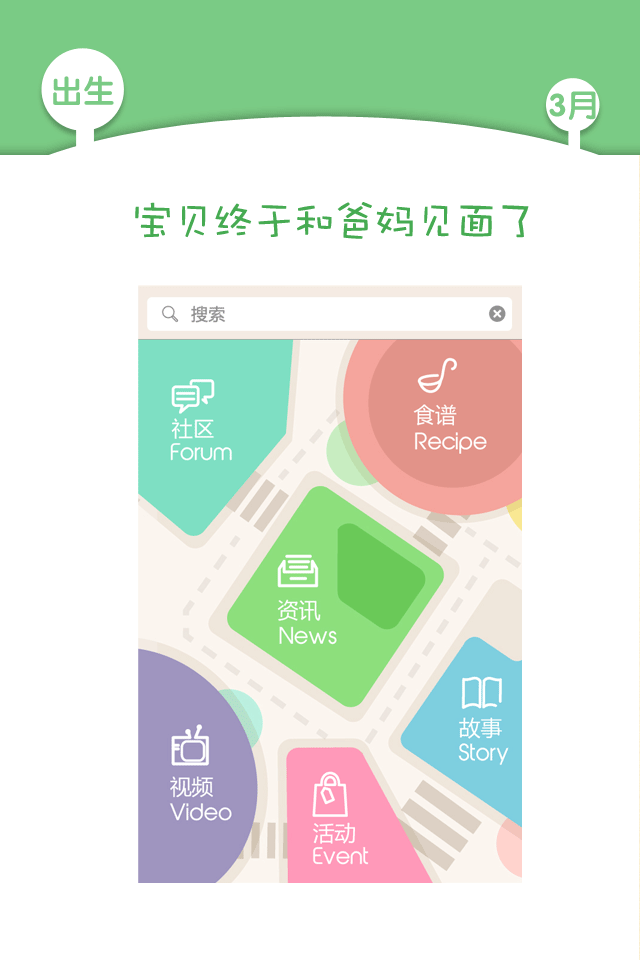 出生
3月
宝贝终于和爸妈见面了
搜索
社区
Forum
食谱
Recipe
资讯
News
故事
Story
视频
Video
活动
Event